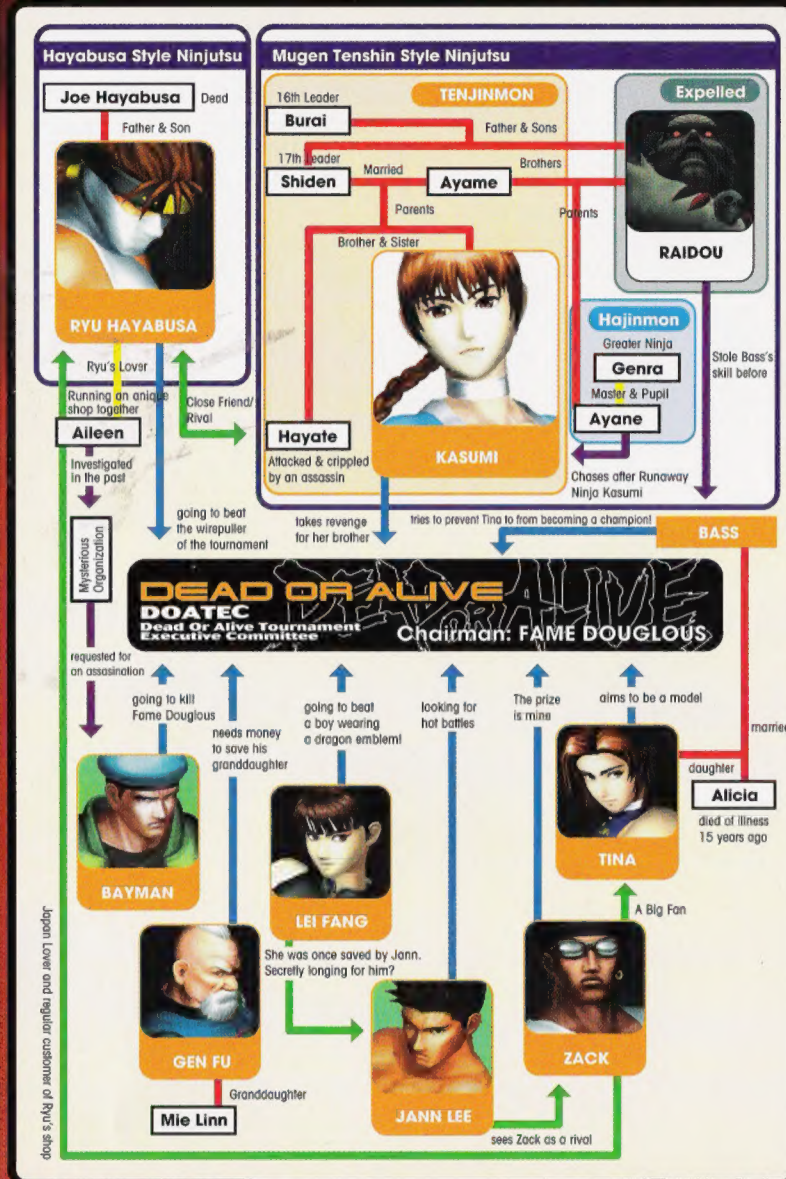 Hayabusa Style Ninjutsu
Joe Hayabusa
Dead
Father & Son
RYU HAYABUSA
Ryu's Lover
Running an anique
shop together
Aileen
Investigated
in the past
Mysterious
Organization
requested for
an assasination
Close Friend/
Rival
going to beat
the wirepuller
of the tournament
Mugen Tenshin Style Ninjutsu
TENJINMON
16th Leader
Burai
Father & Sons
17th Leader
Shiden
Married
Ayame
Brothers
Parents
Parents
Brother & Sister
Hayate
Attacked & crippled
by an assassin
KASUMI
Expelled
RAIDOU
Hajinmon
Greater Ninja
Genra
Master & Pupil
Ayane
Chases after Runaway
Ninja Kasumi
Stole Bass's
skill before
takes revenge
for her brother
tries to prevent Tina to from becoming a champion!
BASS
DEAD OR ALIVE
DEAD OR ALIVE
DOATEC
Dead Or Alive Tournament
Executive Committee
Chairman: FAME DOUGLOUS
going to kill
Fame Douglous
needs money
to save his
granddaughter
going to beat
a boy wearing
a dragon emblem!
looking for
hot battles
The prize
is mine
aims to be a model
married
daughter
Alicia
died of illness
15 years ago
BAYMAN
LEI FANG
TINA
A Big Fan
She was once saved by Jann.
Secretly longing for him?
GEN FU
Granddaughter
Mie Linn
JANN LEE
ZACK
sees Zack as a rival
Japan Lover and regular customer of Ryu's shop